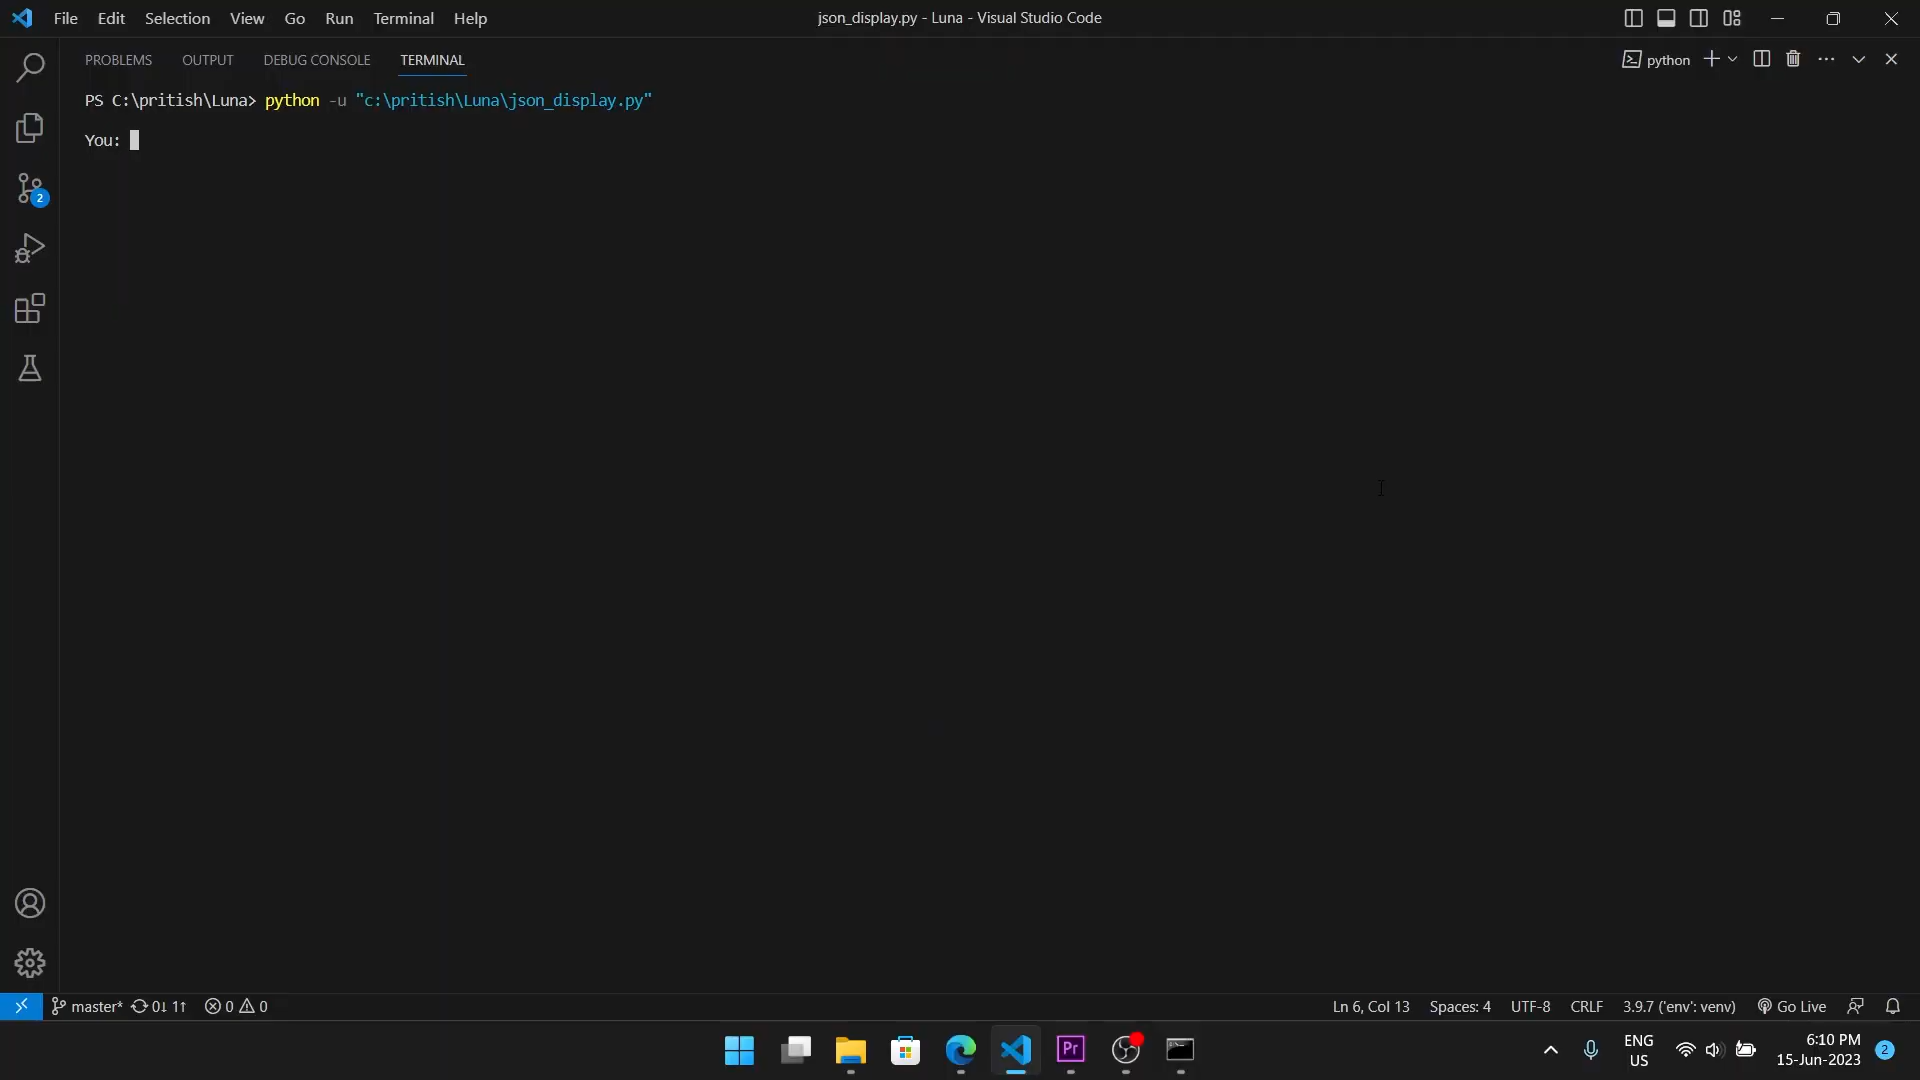 File Edit Selection View Go Run Terminal Help
json_display.py - Luna - Visual Studio Code
PROBLEMS OUTPUT DEBUG CONSOLE TERMINAL
python
PS C:\pritish\Luna> python -u "c:\pritish\Luna\json_display.py"
You:
2
master* 0↓ 1↑ 0 0
Ln 6, Col 13 Spaces: 4 UTF-8 CRLF 3.9.7 ('env': venv) Go Live
Pr
ENG
US
6:10 PM
15-Jun-2023
2